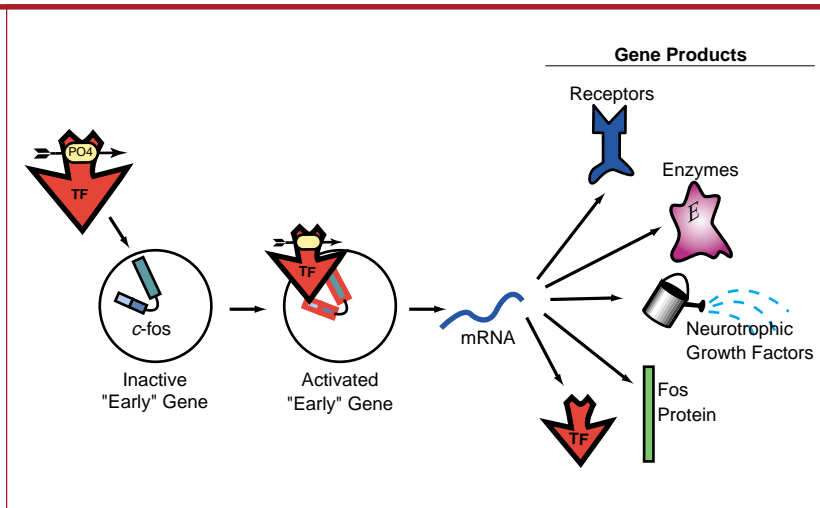 Gene Products
Receptors
PO4
TF
Enzymes
E
TF
c-fos
mRNA
Neurotrophic
Growth Factors
Inactive
"Early" Gene
Activated
"Early" Gene
Fos
Protein
TF